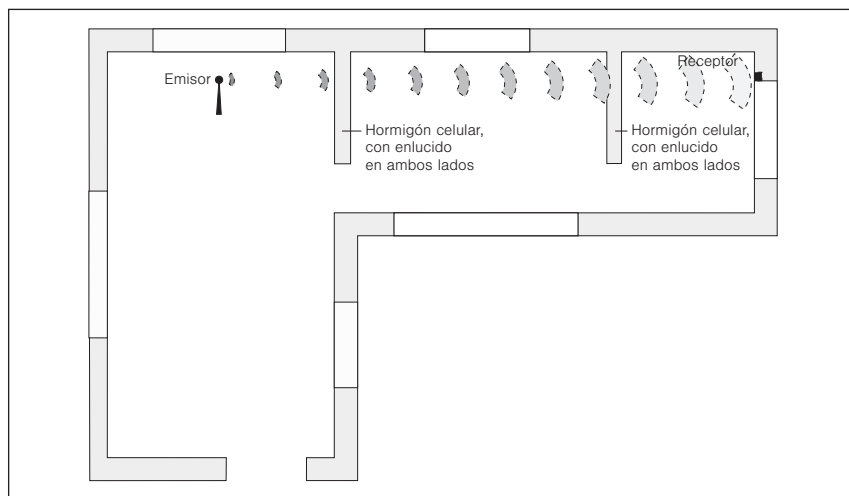 Emisor
Receptor
Hormigón celular,
con enlucido
en ambos lados
Hormigón celular,
con enlucido
en ambos lados